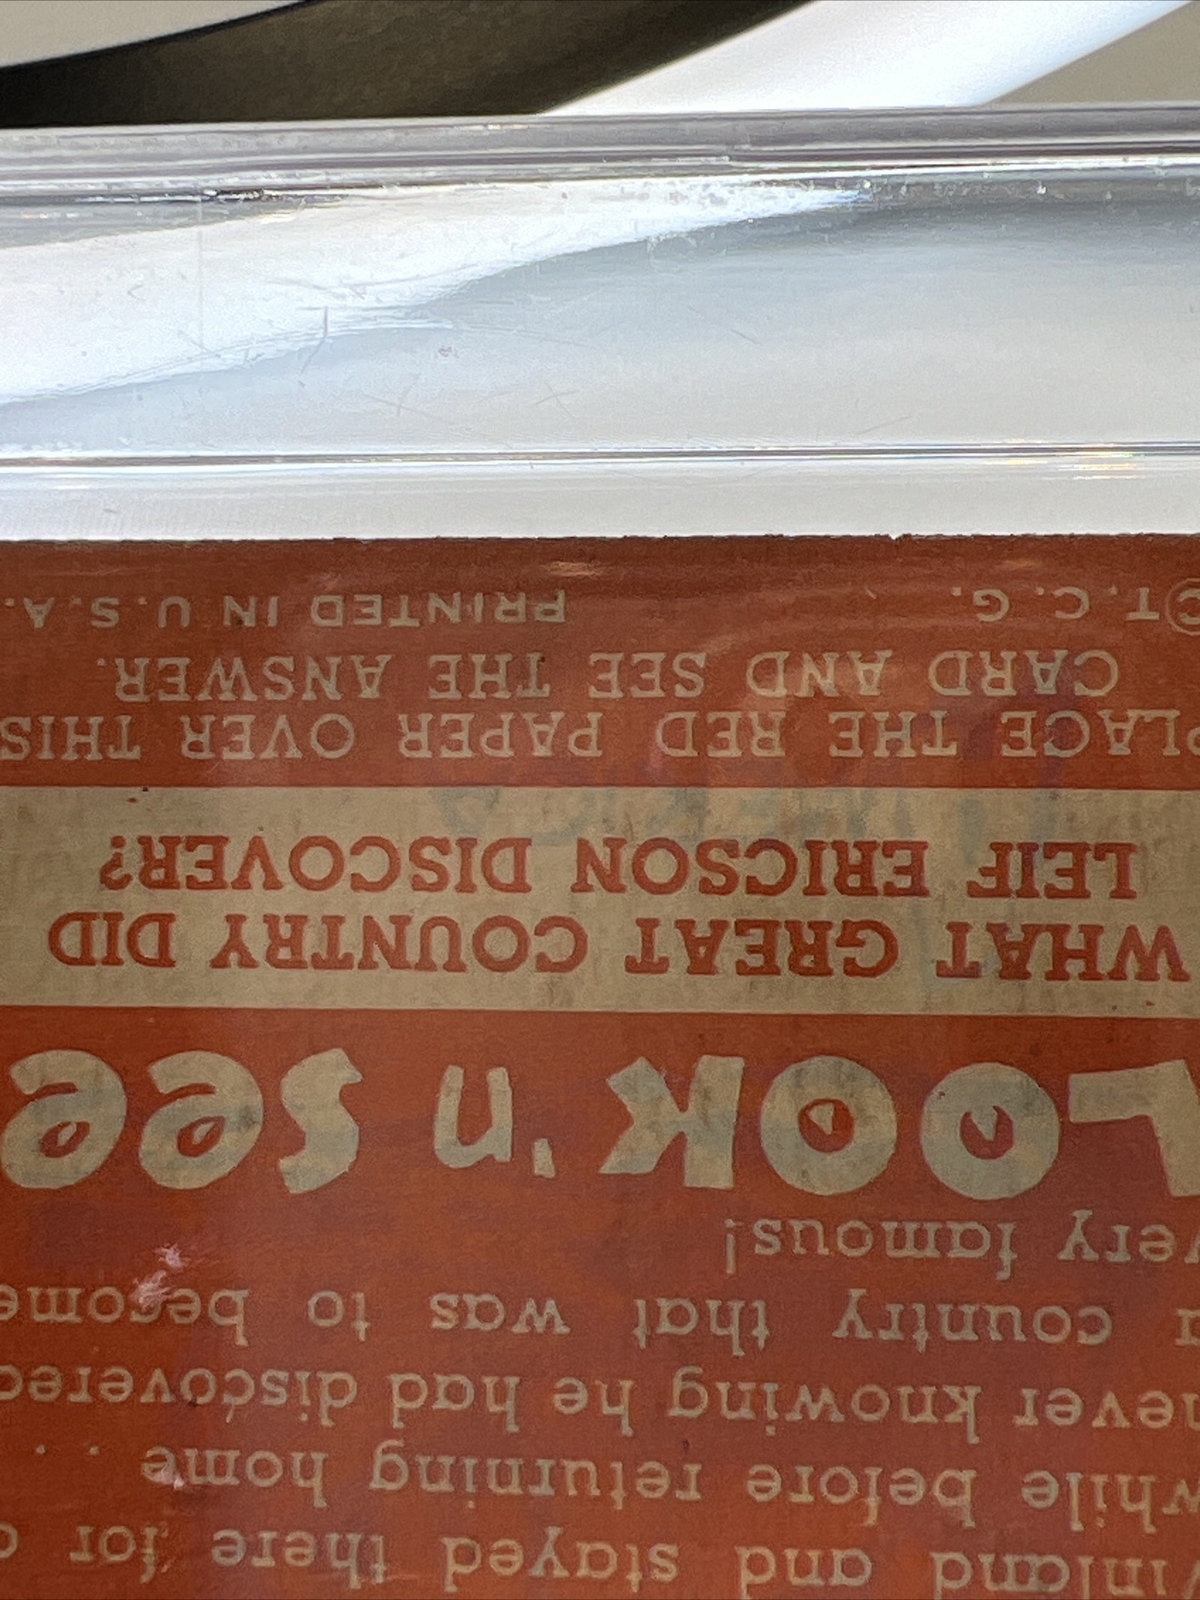 Vinland and stayed there for
while before returning home . .
never knowing he had discovered
country that was to become
very famous!
Look 'n see
WHAT GREAT COUNTRY DID
LEIF ERICSON DISCOVER?
PLACE THE RED PAPER OVER THIS
CARD AND SEE THE ANSWER.
©T.C.G. PRINTED IN U.S.A.